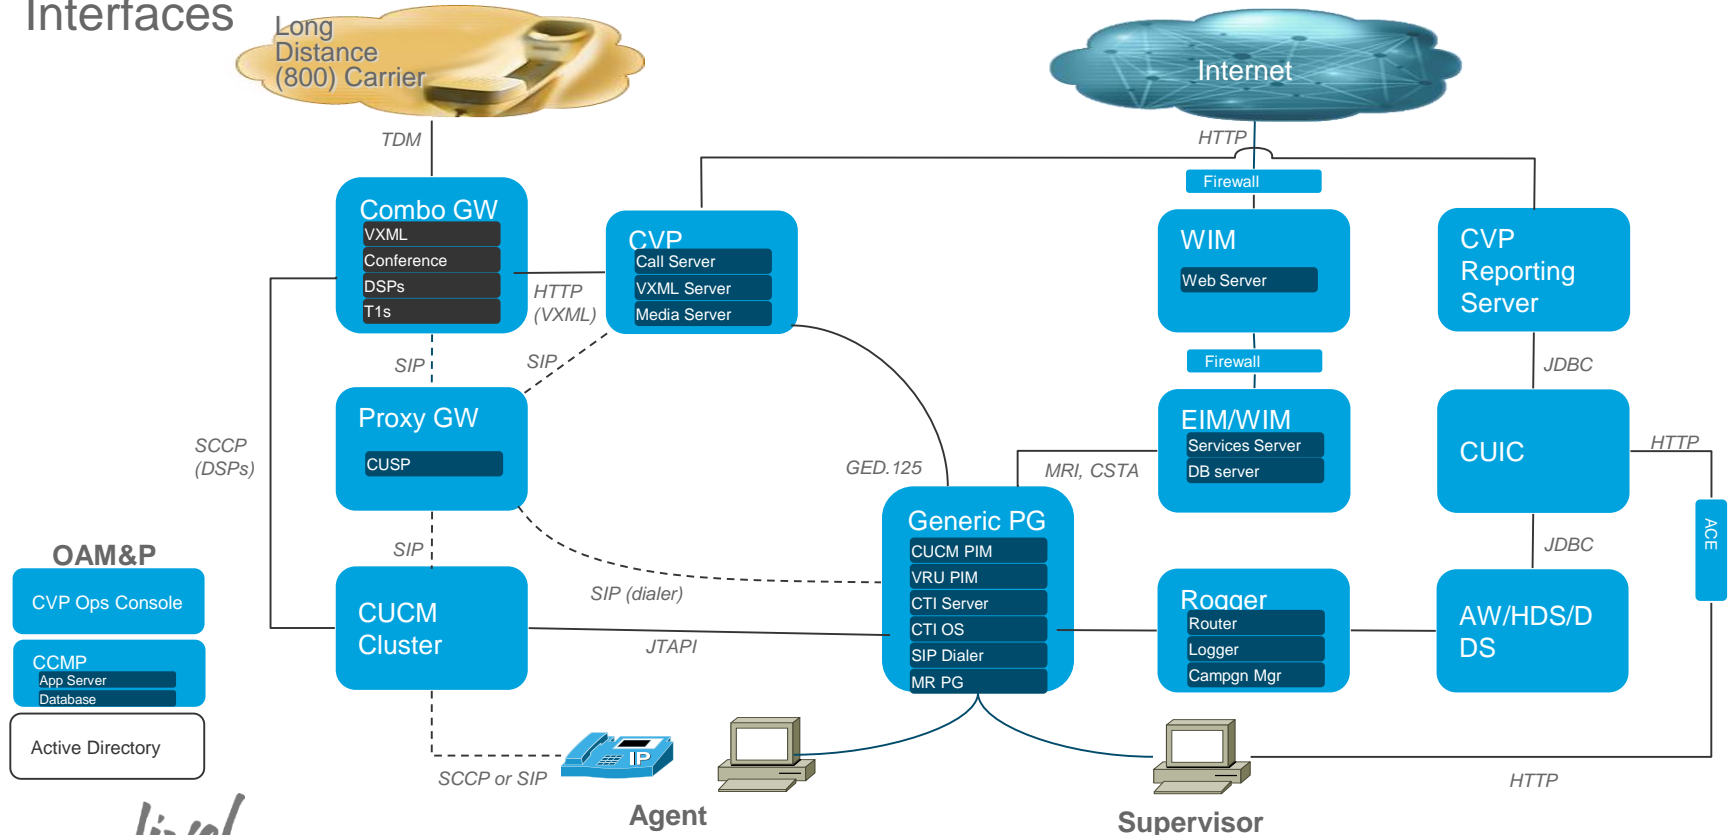 Interfaces
Long
Distance
(800) Carrier
Internet
TDM
HTTP
Firewall
Combo GW
VXML
Conference
DSPs
T1s
CVP
Call Server
VXML Server
Media Server
HTTP
(VXML)
WIM
Web Server
CVP
Reporting
Server
SIP
SIP
Firewall
JDBC
Proxy GW
CUSP
EIM/WIM
Services Server
DB server
CUIC
HTTP
SCCP
(DSPs)
GED.125
MRI, CSTA
ACE
Generic PG
CUCM PIM
VRU PIM
CTI Server
CTI OS
SIP Dialer
MR PG
SIP
SIP (dialer)
JDBC
OAM&P
CVP Ops Console
CCMP
App Server
Database
Active Directory
CUCM
Cluster
JTAPI
Rogger
Router
Logger
Campgn Mgr
AW/HDS/D
DS
IP
SCCP or SIP
HTTP
Agent
Supervisor